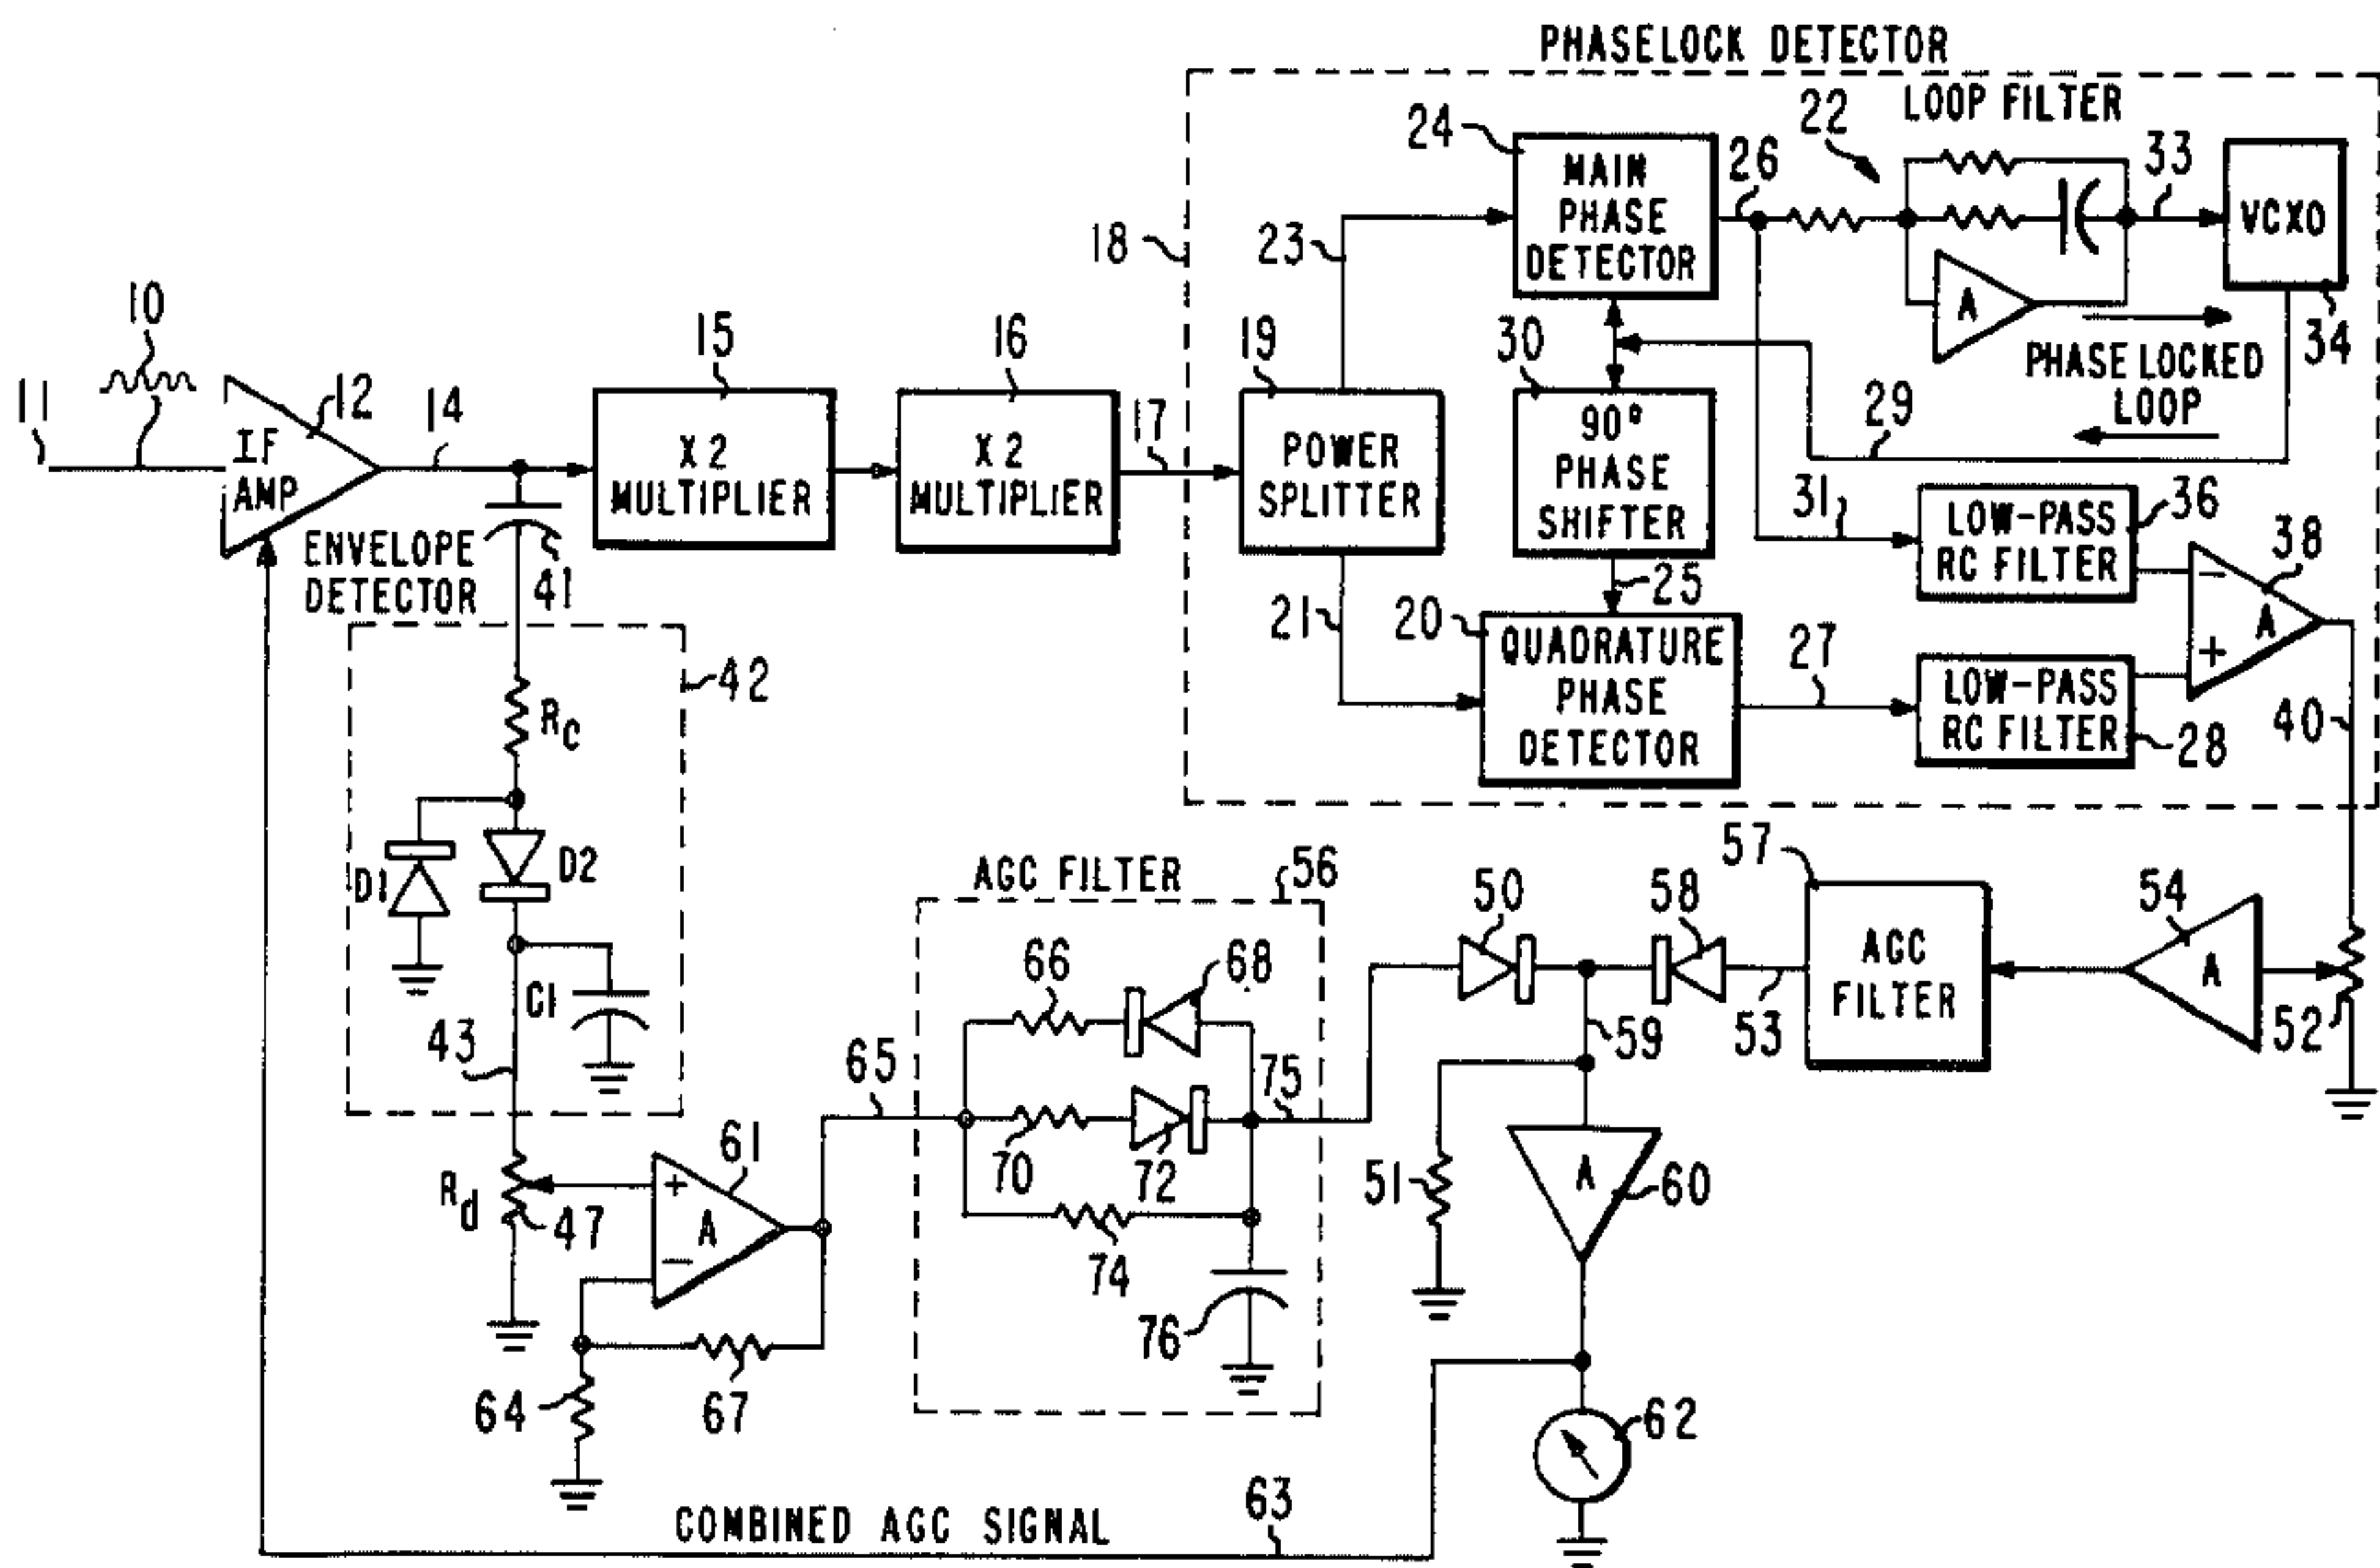 PHASELOCK DETECTOR
LOOP FILTER
24
22
26
33
MAIN
PHASE
DETECTOR
VCXO
A
18
23
34
10
11
12
14
IF
AMP
15
X2
MULTIPLIER
16
X2
MULTIPLIER
17
19
POWER
SPLITTER
30
90°
PHASE
SHIFTER
PHASE LOCKED
LOOP
29
31
LOW-PASS
RC FILTER
36
38
-
A
+
25
21
20
QUADRATURE
PHASE
DETECTOR
27
LOW-PASS
RC FILTER
28
40
ENVELOPE
DETECTOR
41
42
Rc
D1
D2
C1
43
Rd
47
61
+
A
-
64
67
65
AGC FILTER
56
66
68
70
72
74
75
76
50
58
57
AGC
FILTER
54
A
52
53
59
51
A
60
62
COMBINED AGC SIGNAL
63